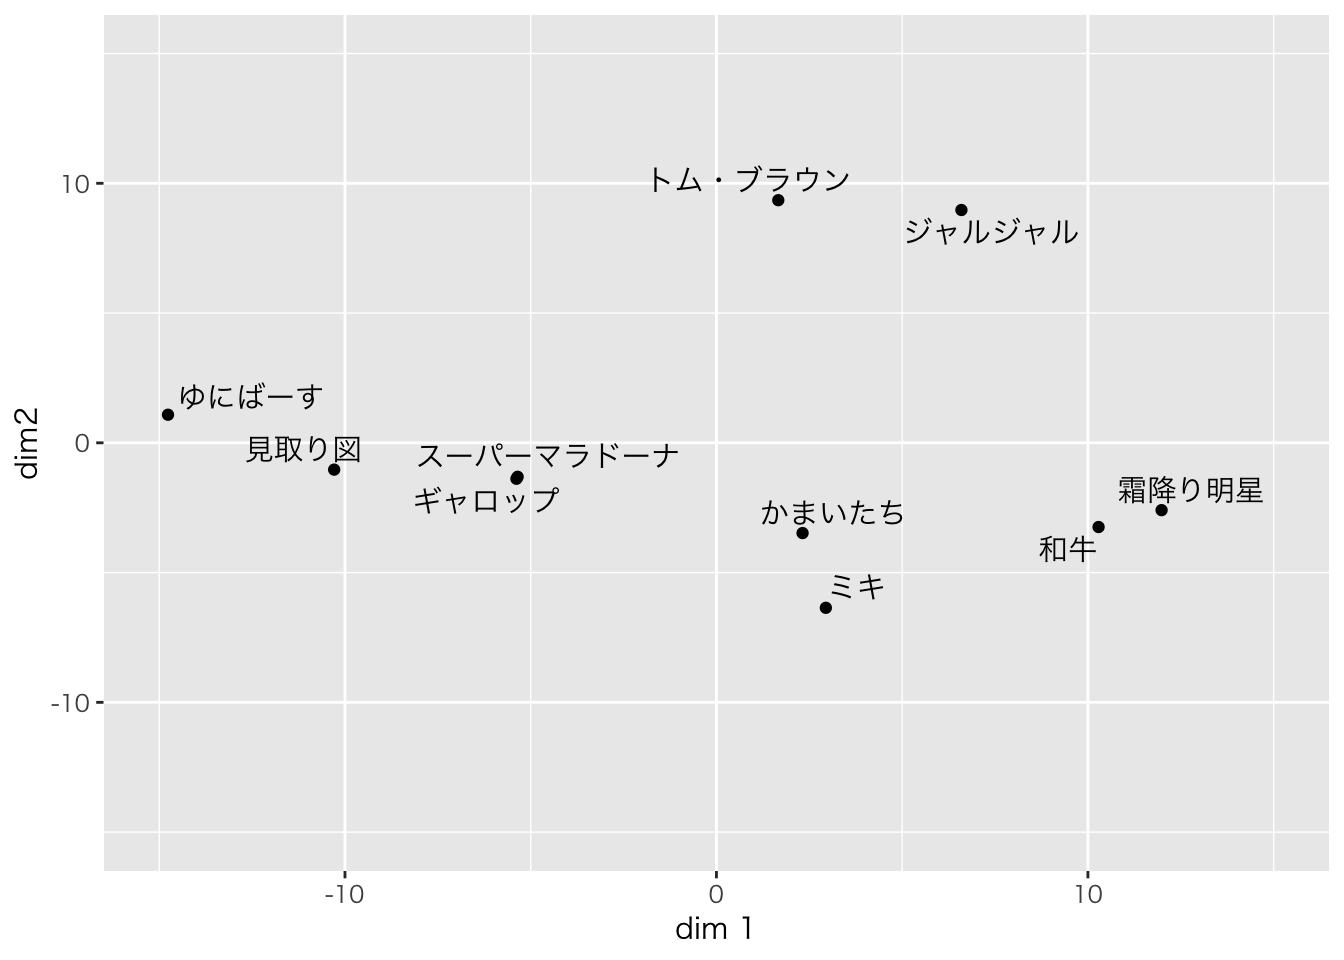 トム・ブラウン
10
ジャルジャル
ゆにばーす
dim2
0
見取り図
スーパーマラドーナ
ギャロップ
霜降り明星
かまいたち
和牛
ミキ
-10
-10
0
10
dim 1